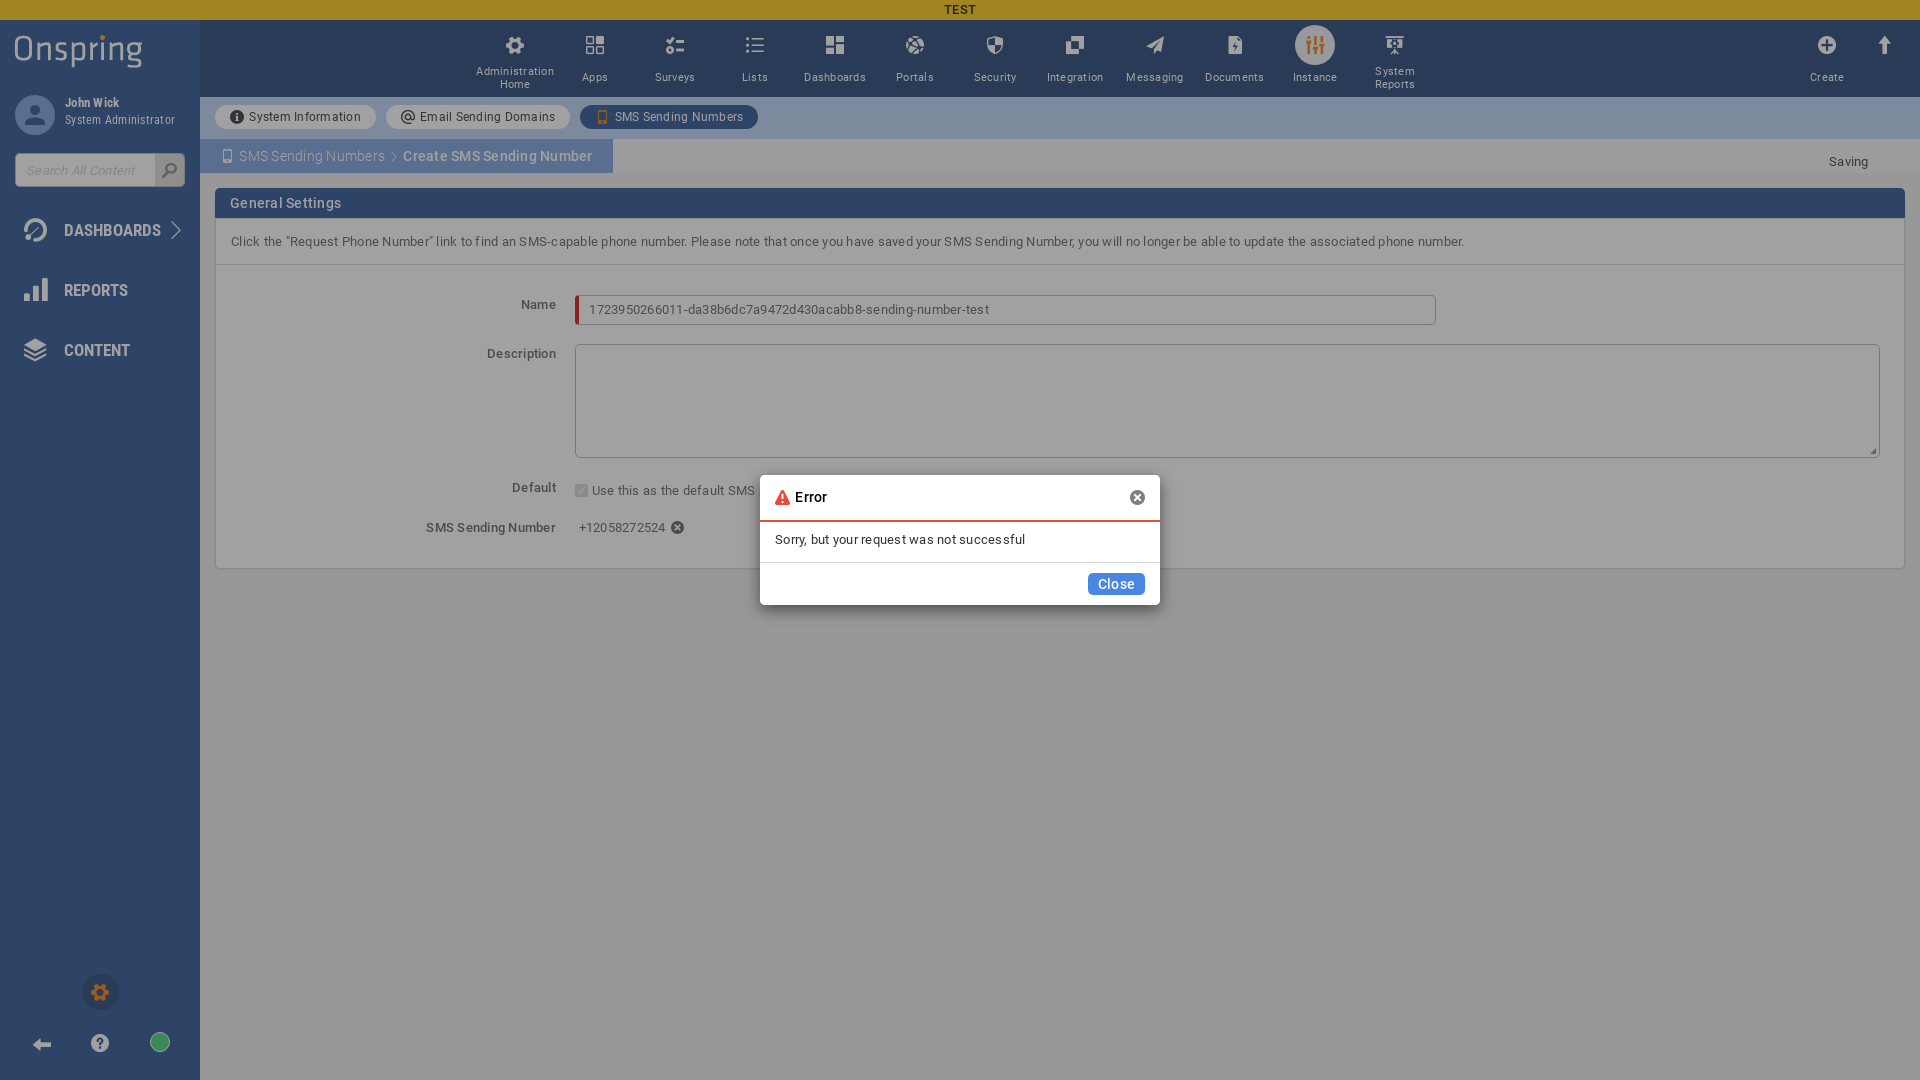 TEST
Onspring
John Wick
System Administrator
Search All Content
DASHBOARDS
REPORTS
CONTENT
Administration Home
Apps
Surveys
Lists
Dashboards
Portals
Security
Integration
Messaging
Documents
Instance
System Reports
Create
System Information
Email Sending Domains
SMS Sending Numbers
SMS Sending Numbers
Create SMS Sending Number
Saving
General Settings
Click the "Request Phone Number" link to find an SMS-capable phone number. Please note that once you have saved your SMS Sending Number, you will no longer be able to update the associated phone number.
Name
1723950266011-da38b6dc7a9472d430acabb8-sending-number-test
Description
Default
Use this as the default SMS
SMS Sending Number
+12058272524
Error
Sorry, but your request was not successful
Close